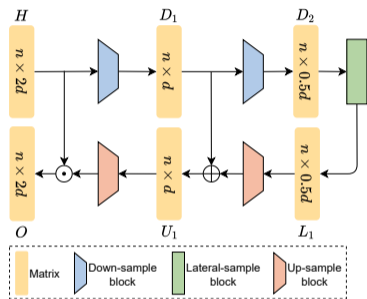 H
D₁
D₂
n × 2d
n × d
n × 0.5d
n × 2d
n × d
n × 0.5d
O
U₁
L₁
Matrix
Down-sample
block
Lateral-sample
block
Up-sample
block